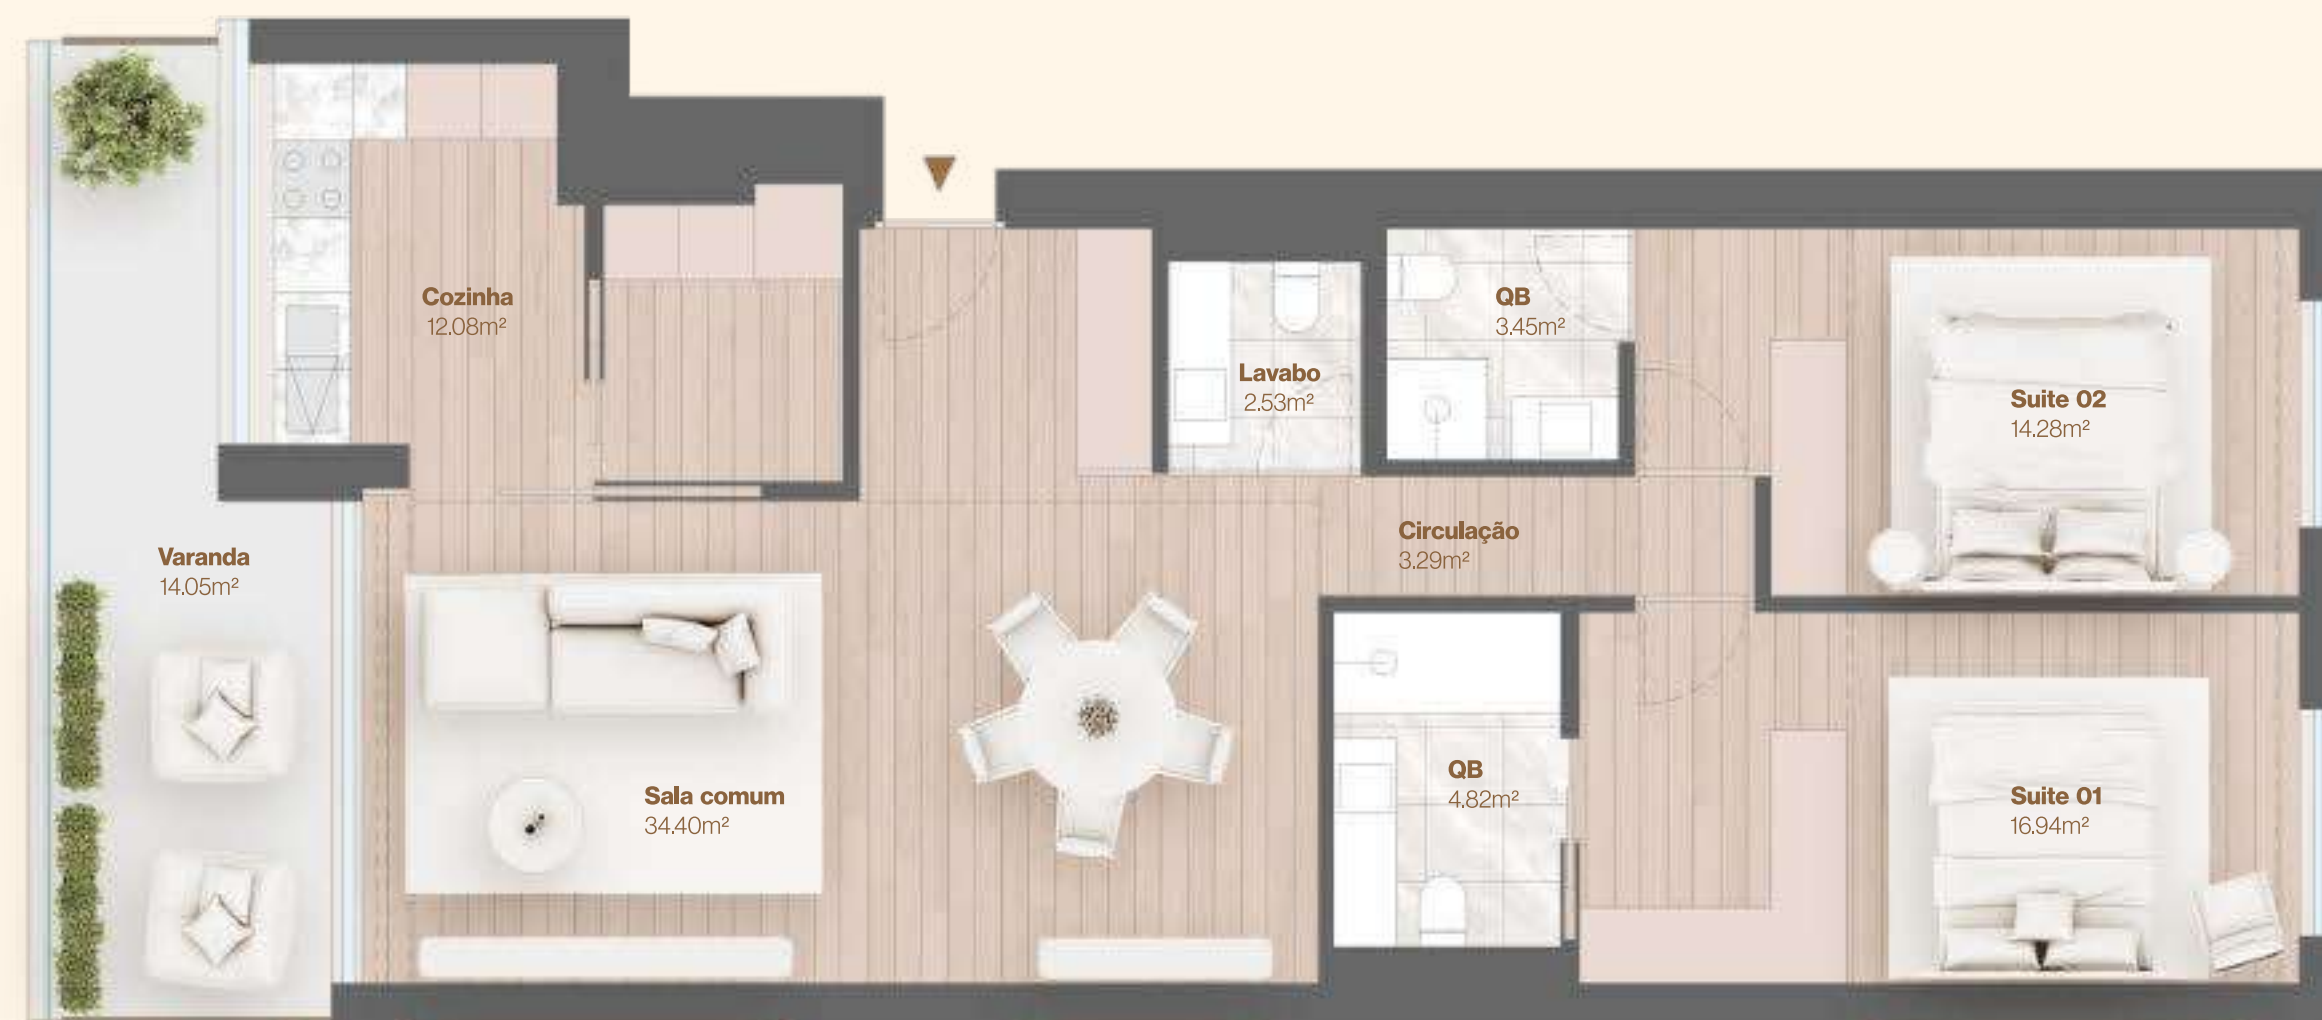 Cozinha
12.08m²
QB
3.45m²
Lavabo
2.53m²
Suite 02
14.28m²
Varanda
14.05m²
Circulação
3.29m²
Sala comum
34.40m²
QB
4.82m²
Suite 01
16.94m²